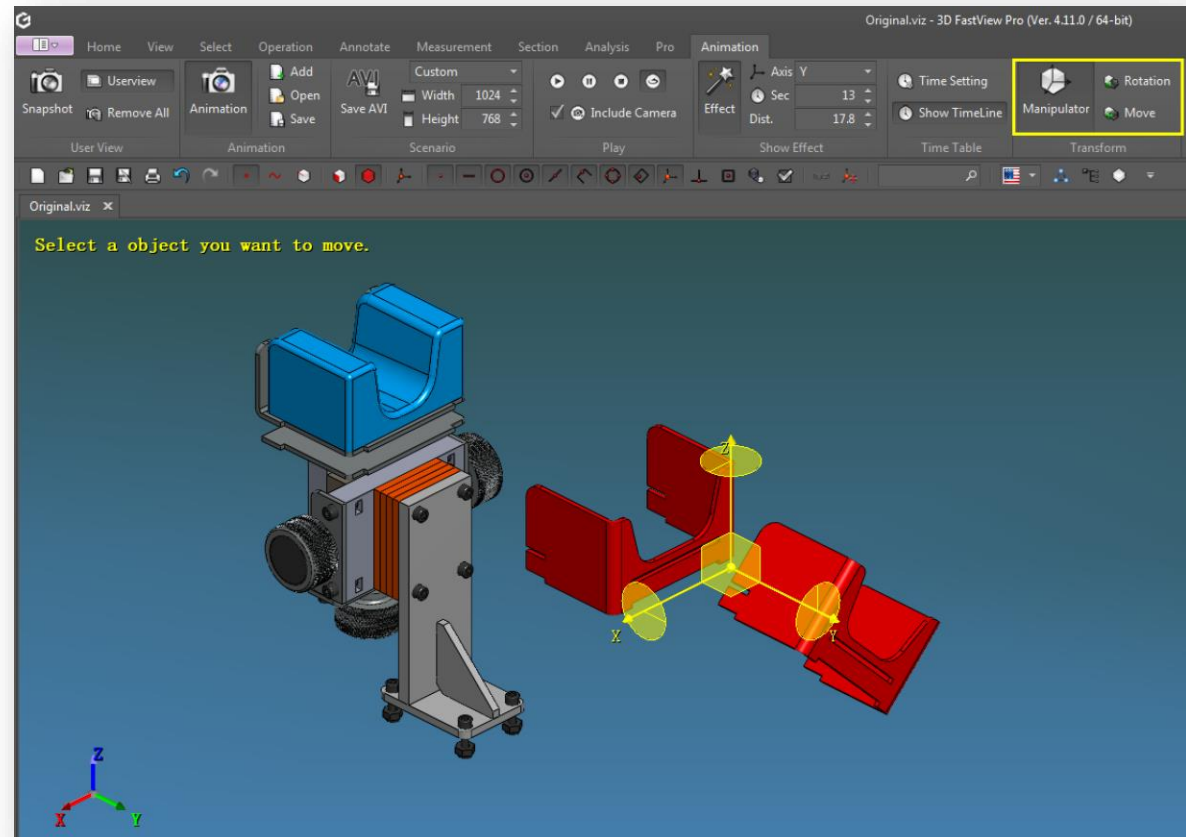 Original.viz - 3D FastView Pro (Ver. 4.11.0 / 64-bit)
Home View Select Operation Annotate Measurement Section Analysis Pro Animation
Snapshot
Userview
Remove All
User View
Animation
Add
Open
Save
Animation
AVI
Save AVI
Custom
Width 1024
Height 768
Scenario
Include Camera
Play
Effect
Axis Y
Sec 13
Dist. 17.8
Show Effect
Time Setting
Show TimeLine
Time Table
Manipulator
Rotation
Move
Transform
Original.viz
Select a object you want to move.
Z
X
Y
Z
X
Y